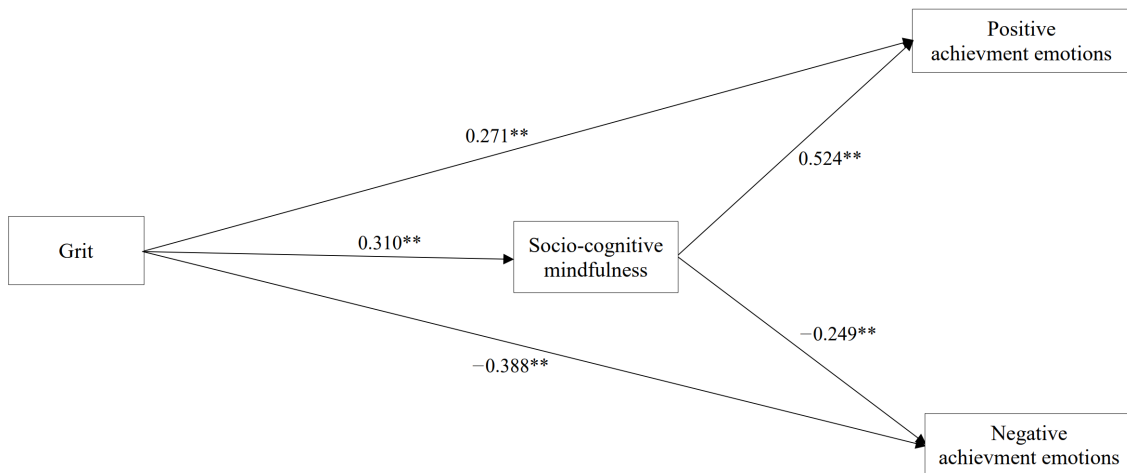 Positive
achievment emotions
0.271**
0.524**
Grit
0.310**
Socio-cognitive
mindfulness
−0.249**
−0.388**
Negative
achievment emotions